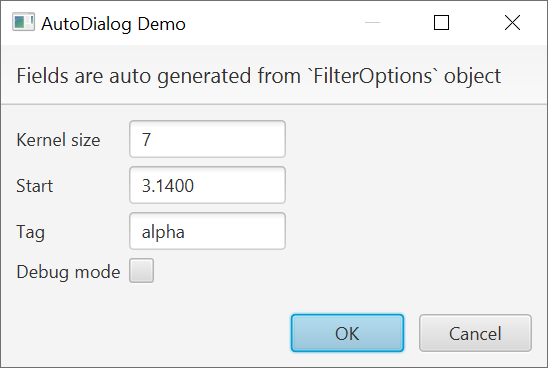 AutoDialog Demo
Fields are auto generated from `FilterOptions` object
Kernel size 7
Start 3.1400
Tag alpha
Debug mode
OK Cancel